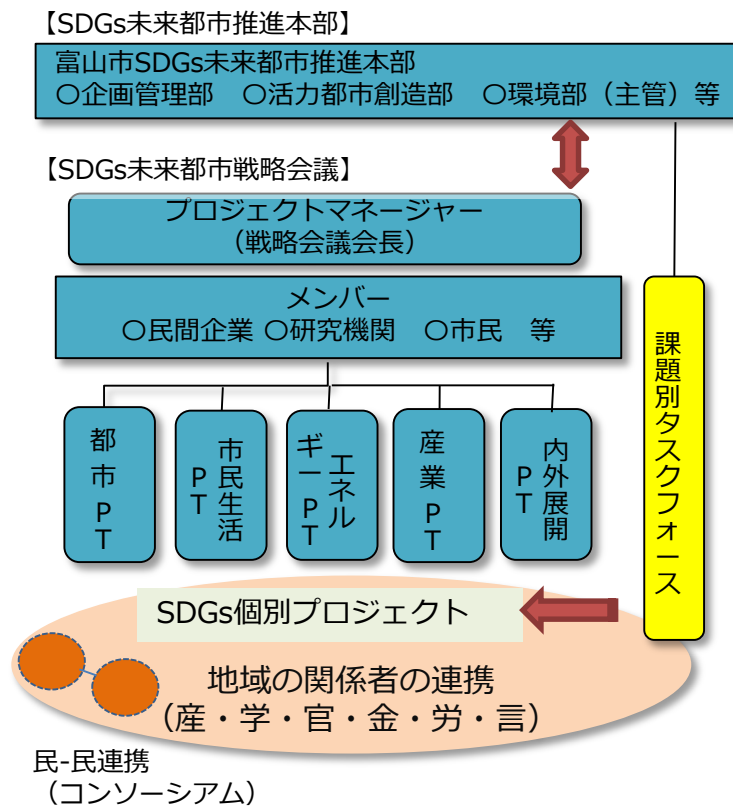 【SDGs未来都市推進本部】
富山市SDGs未来都市推進本部
○企画管理部　○活力都市創造部　○環境部（主管）等
【SDGs未来都市戦略会議】
プロジェクトマネージャー
（戦略会議会長）
メンバー
○民間企業 ○研究機関　○市民　等
都市PT
市民生活
PT
エネル
ギーPT
産業PT
内外展開
PT
課題別タスクフォース
SDGs個別プロジェクト
地域の関係者の連携
（産・学・官・金・労・言）
民-民連携
（コンソーシアム）